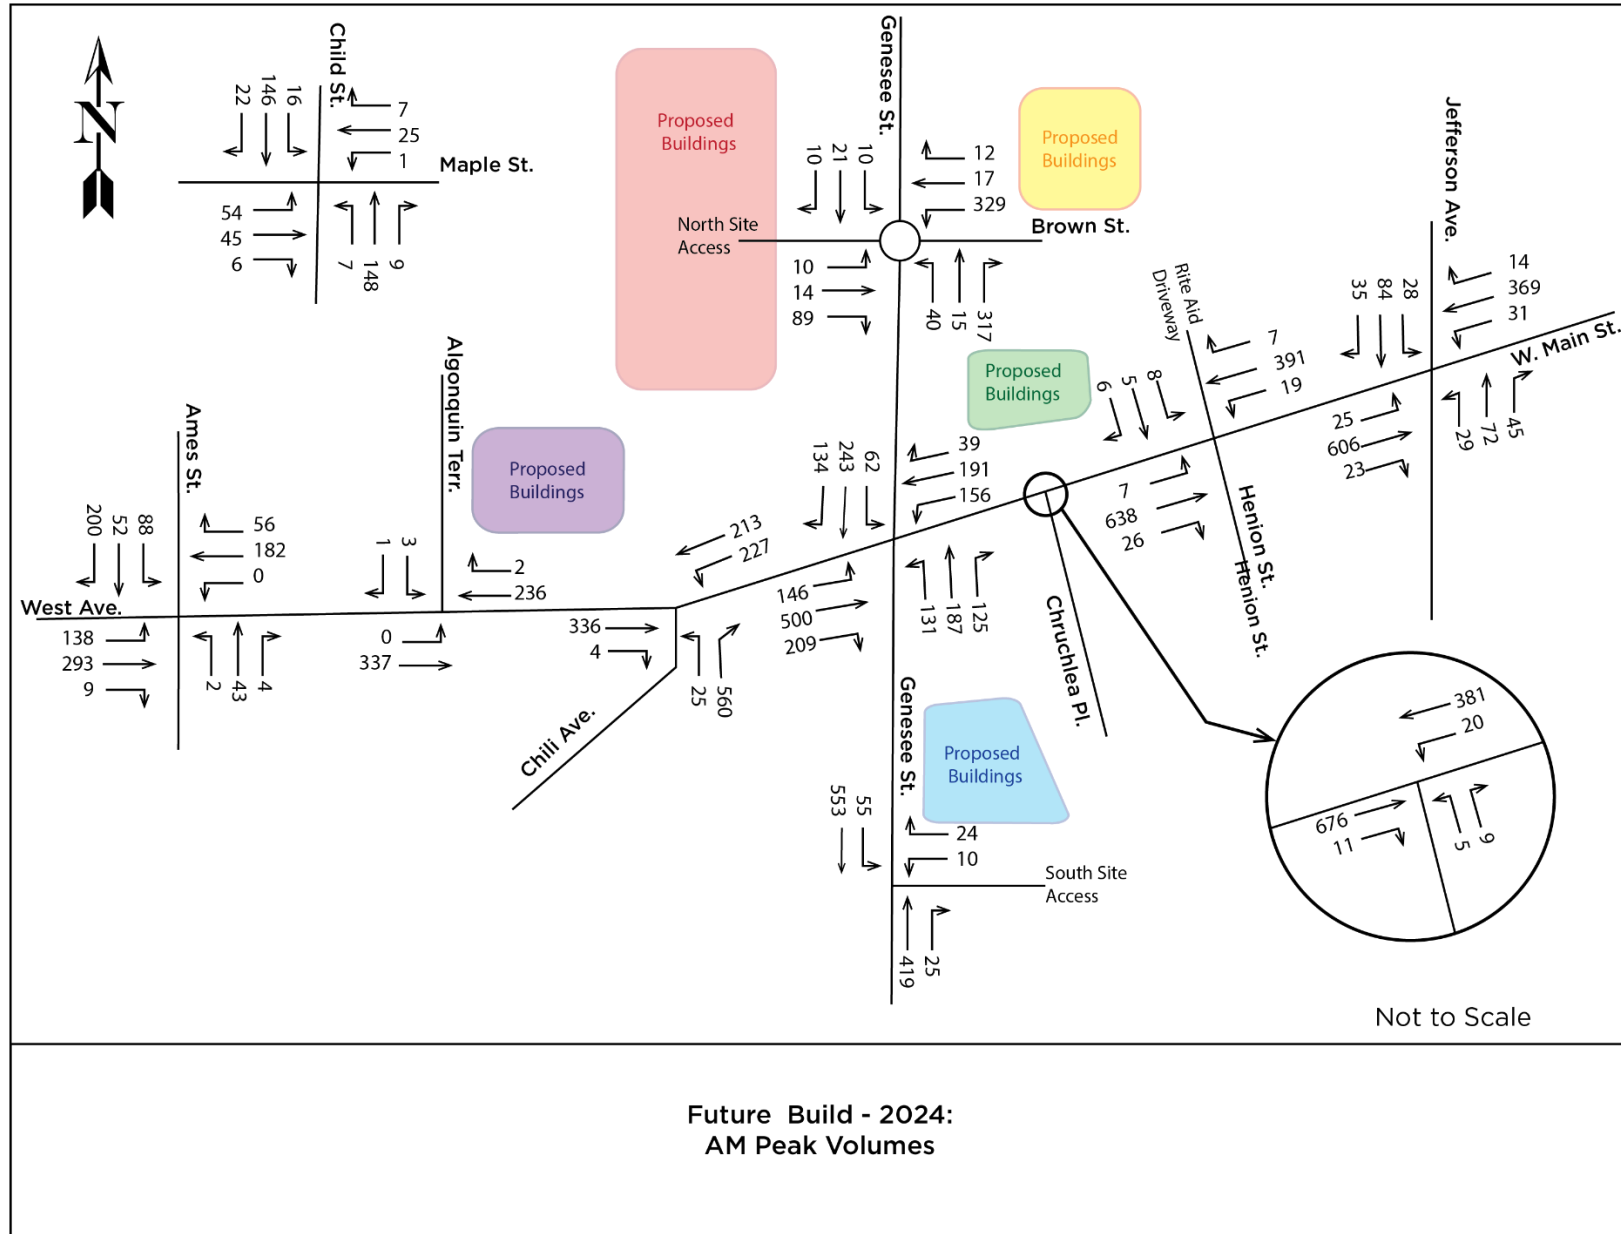 N
Child St.
22
146
16
7
25
1
Maple St.
54
45
6
7
148
9
Proposed
Buildings
North Site
Access
Genesee St.
10
21
10
12
17
329
Proposed
Buildings
Brown St.
10
14
89
40
15
317
Proposed
Buildings
Rite Aid
Driveway
6
5
8
7
391
19
Jefferson Ave.
35
84
28
14
369
31
W. Main St.
25
606
23
29
72
45
7
638
26
Henion St.
Henion St.
Ames St.
200
52
88
56
182
0
West Ave.
138
293
9
2
43
4
Algonquin Terr.
1
3
2
236
0
337
Proposed
Buildings
213
227
336
4
25
560
Chili Ave.
134
243
62
39
191
156
146
500
209
131
187
125
Chruchlea Pl.
Genesee St.
Proposed
Buildings
553
55
24
10
South Site
Access
419
25
381
20
676
11
5
9
Not to Scale
Future Build - 2024:
AM Peak Volumes